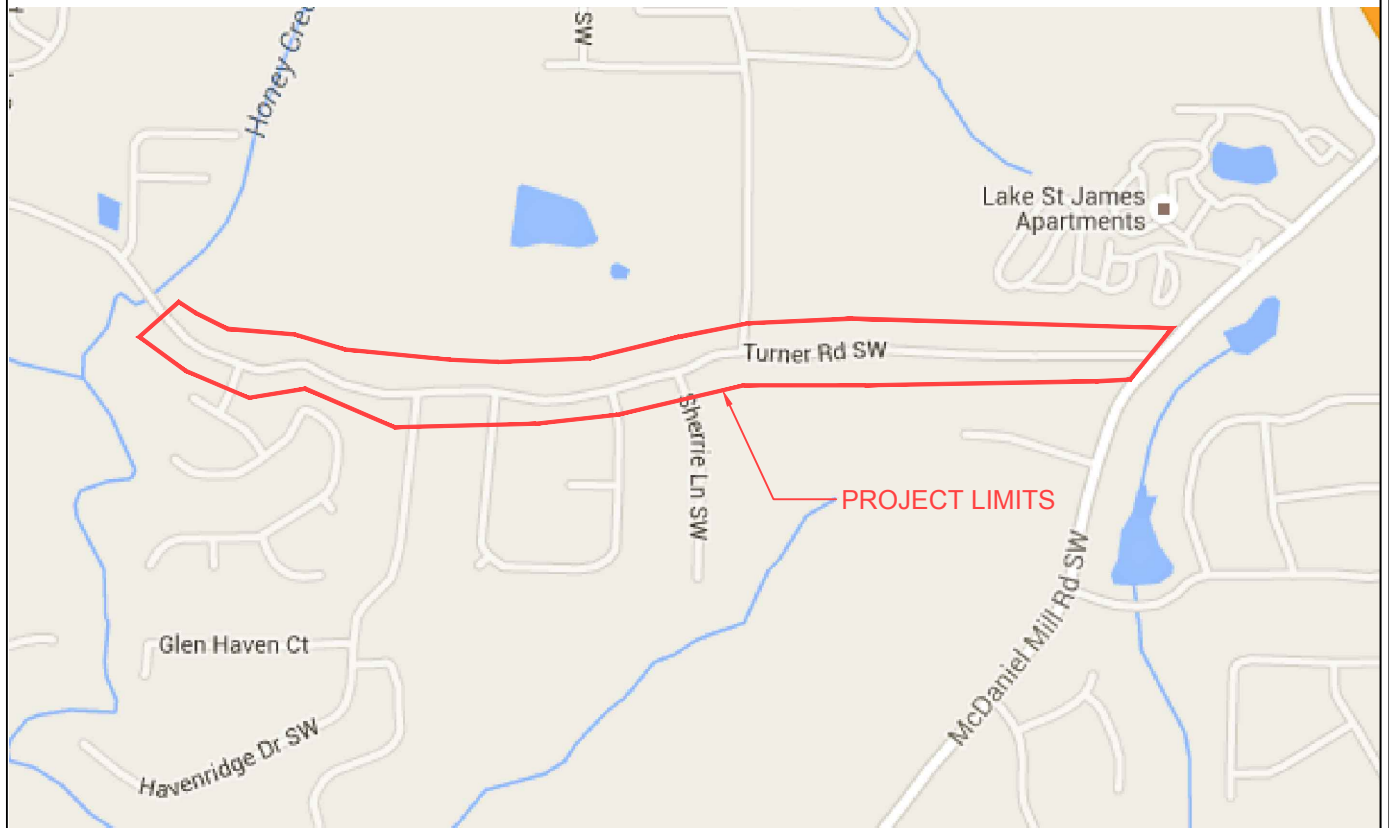 Honey Cree
SW
Lake St James
Apartments
Turner Rd SW
Sherrie Ln SW
PROJECT LIMITS
McDaniel Mill Rd SW
Glen Haven Ct
Havenridge Dr SW